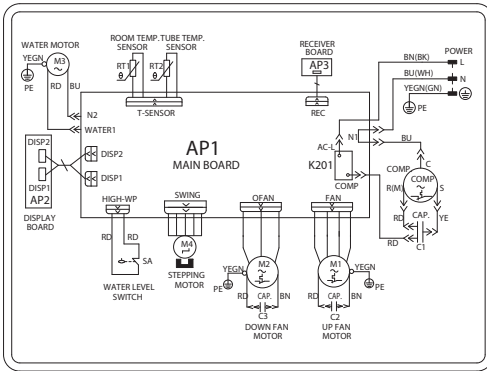 ROOM TEMP. TUBE TEMP.
SENSOR SENSOR
WATER MOTOR
YEGN
M3
PE
RD BU
RT1 RT2
θ θ
T-SENSOR
RECEIVER
BOARD
AP3
REC
POWER
BN(BK) L
BU(WH) N
YEGN(GN)
PE
N2
WATER1
AP1
MAIN BOARD
AC-L
N1
K201
COMP
BU
C
COMP
COMP
R(M) S
RD YE
CAP.
C1
RD
DISP2
DISP1
AP2
DISPLAY
BOARD
DISP2
DISP1
HIGH-WP
SWING
OFAN
FAN
RD RD
SA
WATER LEVEL
SWITCH
M4
STEPPING
MOTOR
YEGN
PE
M2
RD CAP. BN
C3
DOWN FAN
MOTOR
M1
YEGN
PE
RD CAP. BN
C2
UP FAN
MOTOR